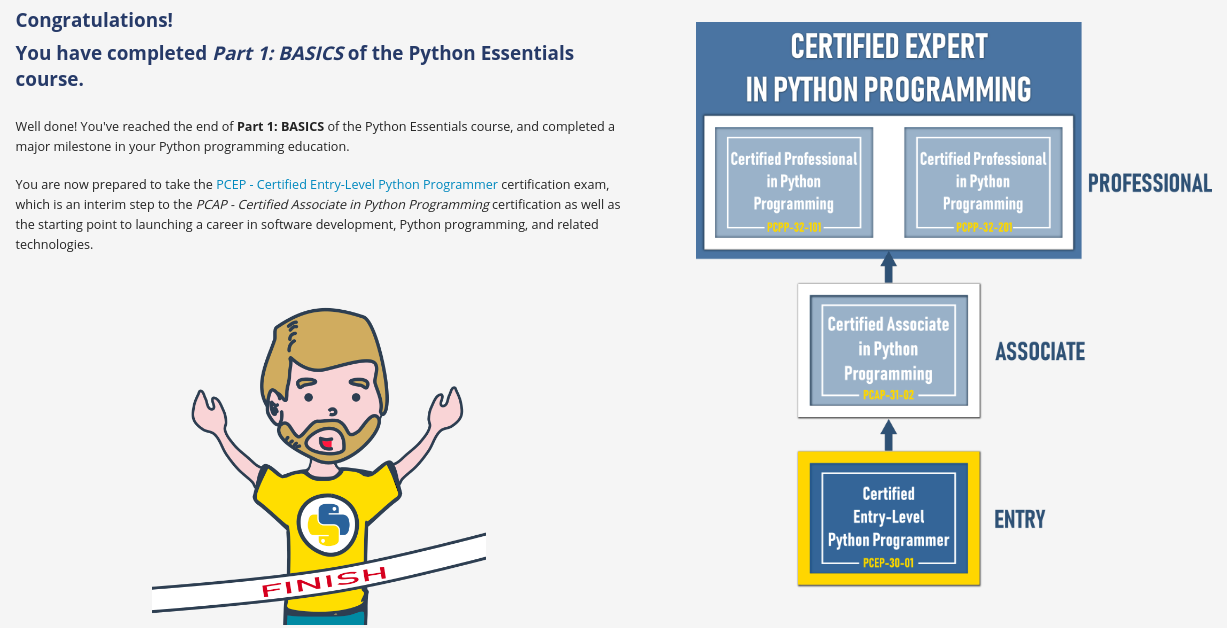 Congratulations!
You have completed Part 1: BASICS of the Python Essentials
course.
Well done! You've reached the end of Part 1: BASICS of the Python Essentials course, and completed a
major milestone in your Python programming education.
You are now prepared to take the PCEP - Certified Entry-Level Python Programmer certification exam,
which is an interim step to the PCAP - Certified Associate in Python Programming certification as well as
the starting point to launching a career in software development, Python programming, and related
technologies.
FINISH
CERTIFIED EXPERT
IN PYTHON PROGRAMMING
Certified Professional
in Python
Programming
PCPP-32-101
Certified Professional
in Python
Programming
PCPP-32-201
PROFESSIONAL
Certified Associate
in Python
Programming
PCAP-31-02
ASSOCIATE
Certified
Entry-Level
Python Programmer
PCEP-30-01
ENTRY